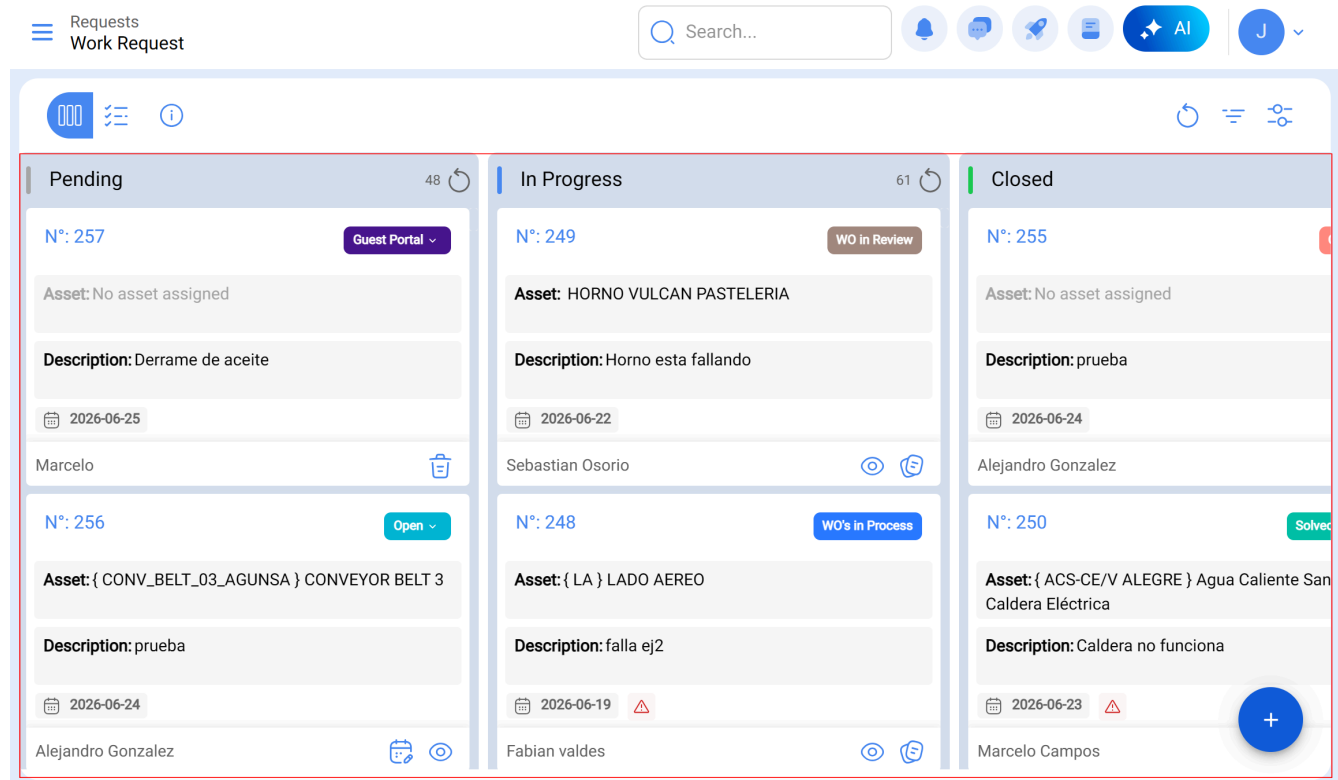 Requests
Work Request
Search...
AI
J
Pending
48
N°: 257
Guest Portal
Asset: No asset assigned
Description: Derrame de aceite
2026-06-25
Marcelo
N°: 256
Open
Asset: { CONV_BELT_03_AGUNSA } CONVEYOR BELT 3
Description: prueba
2026-06-24
Alejandro Gonzalez
In Progress
61
N°: 249
WO in Review
Asset: HORNO VULCAN PASTELERIA
Description: Horno esta fallando
2026-06-22
Sebastian Osorio
N°: 248
WO's in Process
Asset: { LA } LADO AEREO
Description: falla ej2
2026-06-19
Fabian valdes
Closed
N°: 255
Asset: No asset assigned
Description: prueba
2026-06-24
Alejandro Gonzalez
N°: 250
Solved
Asset: { ACS-CE/V ALEGRE } Agua Caliente San
Caldera Eléctrica
Description: Caldera no funciona
2026-06-23
Marcelo Campos